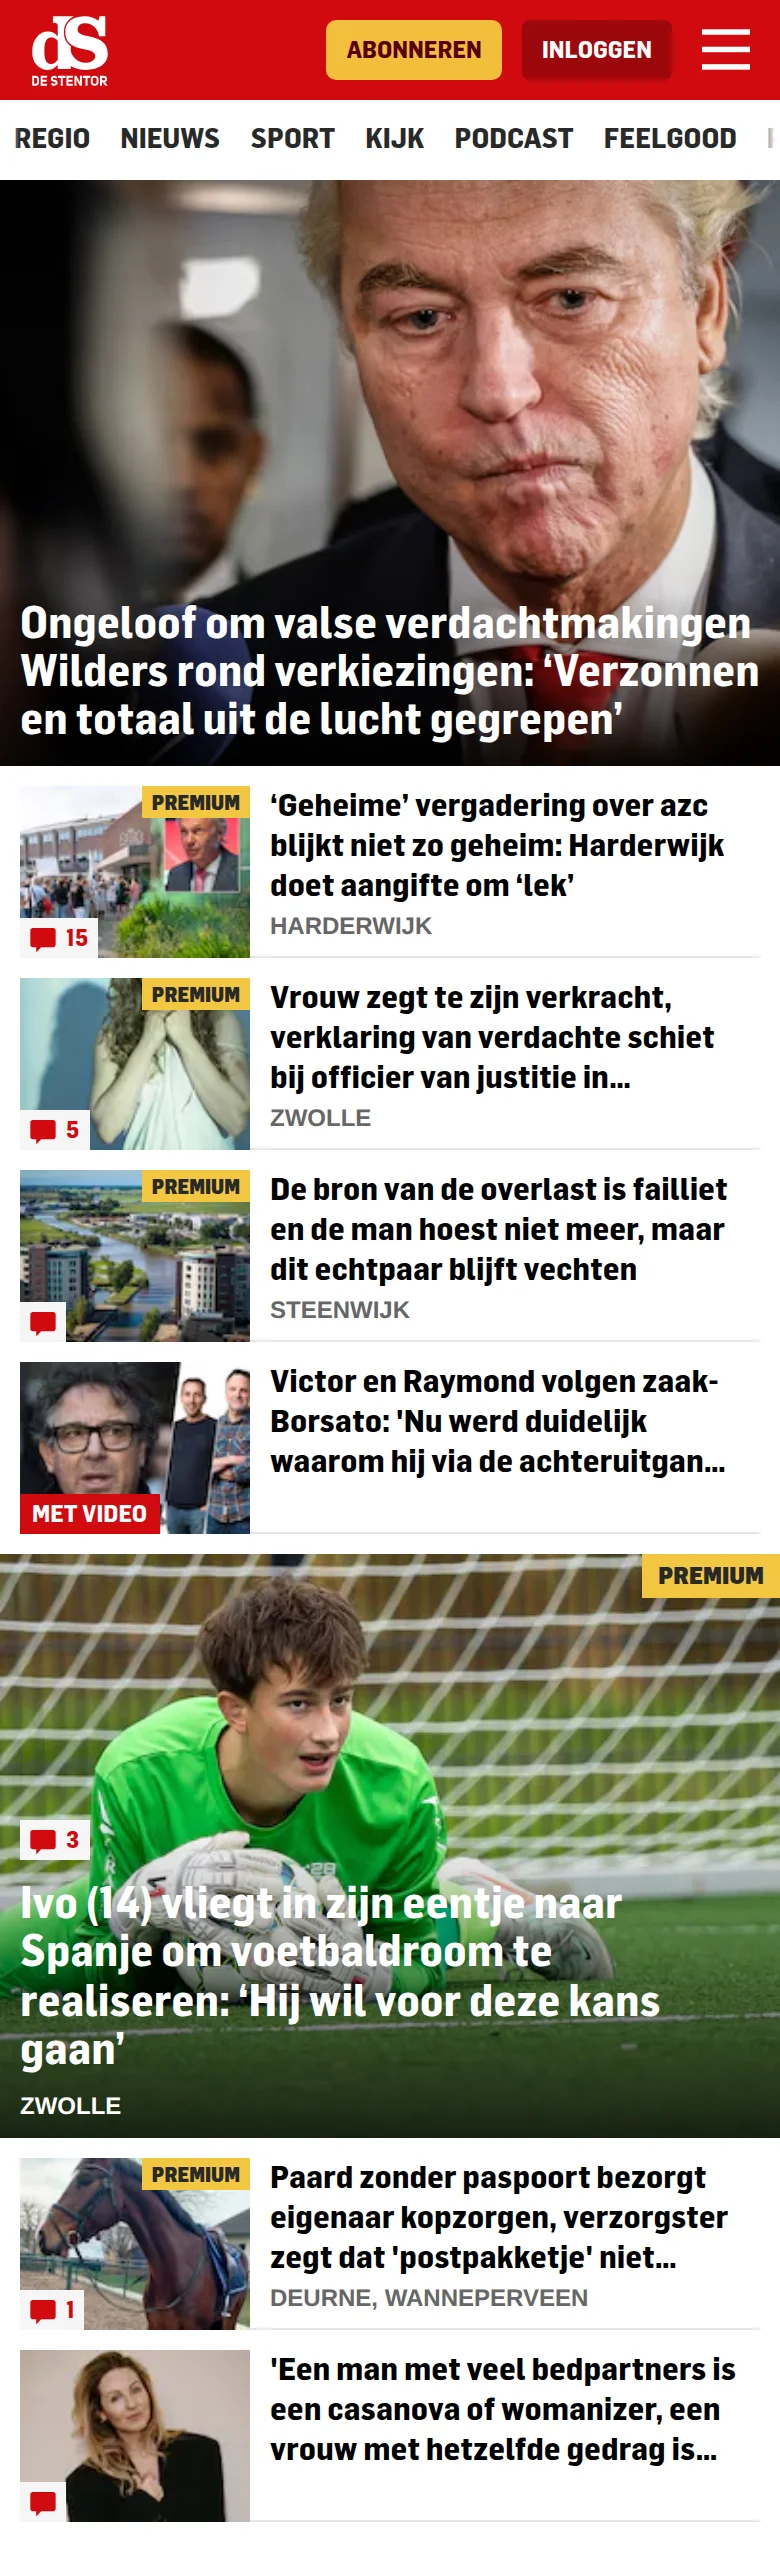 dS
DE STENTOR
ABONNEREN
INLOGGEN
REGIO NIEUWS SPORT KIJK PODCAST FEELGOOD
Ongeloof om valse verdachtmakingen
Wilders rond verkiezingen: ‘Verzonnen
en totaal uit de lucht gegrepen’
PREMIUM
15
‘Geheime’ vergadering over azc
blijkt niet zo geheim: Harderwijk
doet aangifte om ‘lek’
HARDERWIJK
PREMIUM
5
Vrouw zegt te zijn verkracht,
verklaring van verdachte schiet
bij officier van justitie in...
ZWOLLE
PREMIUM
De bron van de overlast is failliet
en de man hoest niet meer, maar
dit echtpaar blijft vechten
STEENWIJK
MET VIDEO
Victor en Raymond volgen zaak-
Borsato: 'Nu werd duidelijk
waarom hij via de achteruitgan...
PREMIUM
3
Ivo (14) vliegt in zijn eentje naar
Spanje om voetbaldroom te
realiseren: ‘Hij wil voor deze kans
gaan’
ZWOLLE
PREMIUM
1
Paard zonder paspoort bezorgt
eigenaar kopzorgen, verzorgster
zegt dat 'postpakketje' niet...
DEURNE, WANNEPERVEEN
'Een man met veel bedpartners is
een casanova of womanizer, een
vrouw met hetzelfde gedrag is...